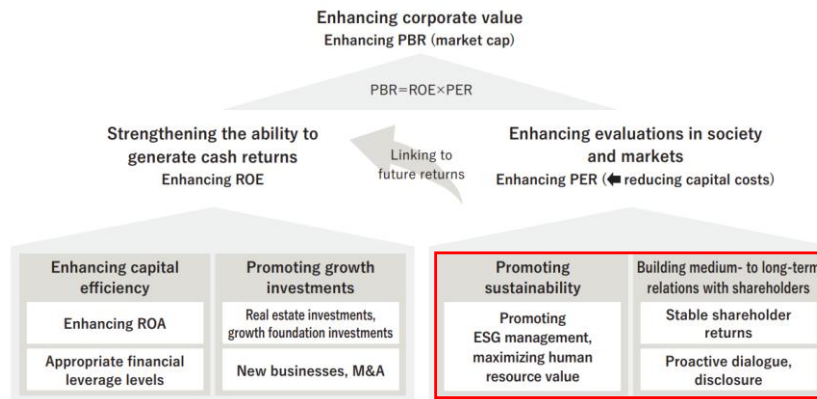 Enhancing corporate value
Enhancing PBR (market cap)
PBR=ROE×PER
Strengthening the ability to
generate cash returns
Enhancing ROE
Linking to
future returns
Enhancing evaluations in society
and markets
Enhancing PER (🡄 reducing capital costs)
Enhancing capital
efficiency
Enhancing ROA
Appropriate financial
leverage levels
Promoting growth
investments
Real estate investments,
growth foundation investments
New businesses, M&A
Promoting
sustainability
Promoting
ESG management,
maximizing human
resource value
Building medium- to long-term
relations with shareholders
Stable shareholder
returns
Proactive dialogue,
disclosure